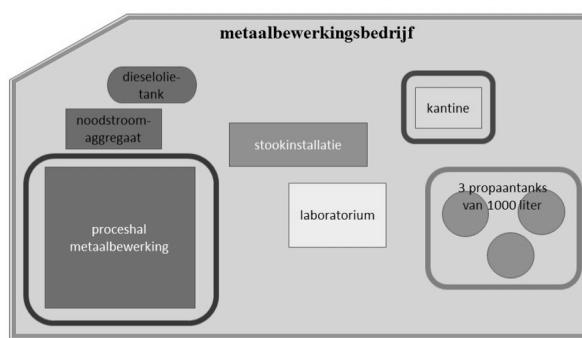 metaalbewerkingsbedrijf
dieselolie-
tank
noodstroom-
aggregaat
kantine
stookinstallatie
3 propaantanks
van 1000 liter
laboratorium
proceshal
metaalbewerking